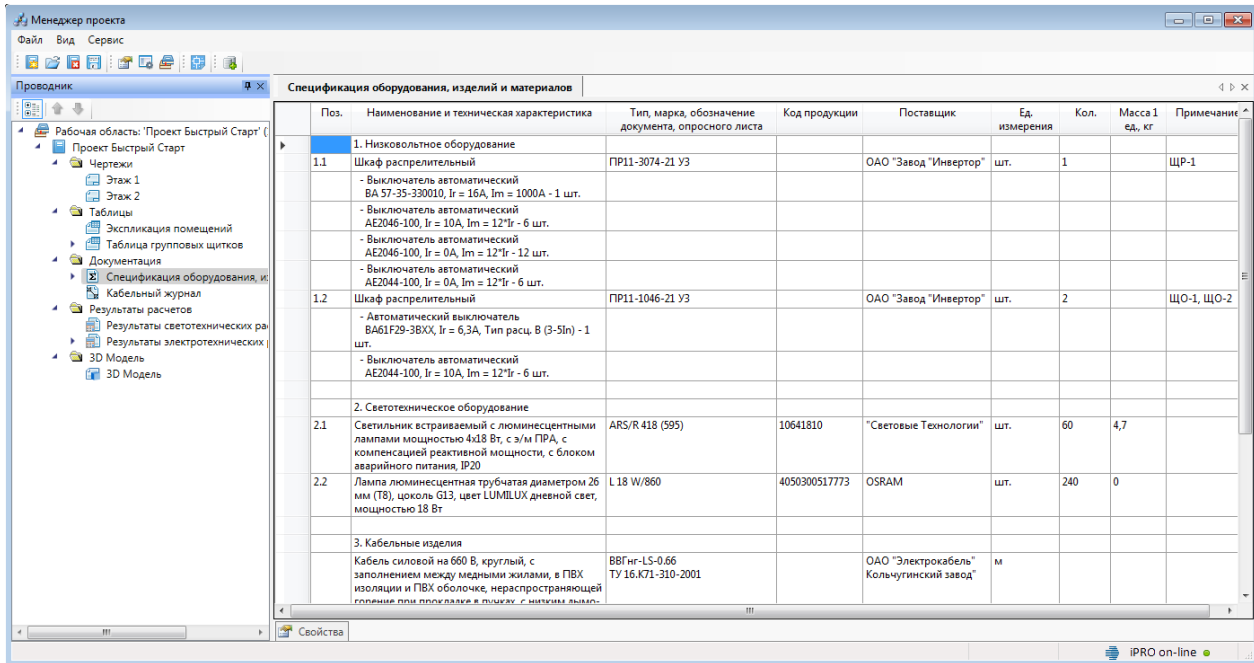 Менеджер проекта
Файл Вид Сервис
Проводник
Рабочая область: 'Проект Быстрый Старт' (
Проект Быстрый Старт
Чертежи
Этаж 1
Этаж 2
Таблицы
Экспликация помещений
Таблица групповых щитков
Документация
Спецификация оборудования, из
Кабельный журнал
Результаты расчетов
Результаты светотехнических рас
Результаты электротехнических
3D Модель
3D Модель
Спецификация оборудования, изделий и материалов
Поз. Наименование и техническая характеристика Тип, марка, обозначение Код продукции Поставщик Ед. Кол. Масса 1 Примечание
документа, опросного листа измерения ед., кг
1. Низковольтное оборудование
1.1 Шкаф распрелительный ПР11-3074-21 У3 ОАО "Завод "Инвертор" шт. 1 ЩР-1
- Выключатель автоматический
ВА 57-35-330010, Ir = 16A, Im = 1000A - 1 шт.
- Выключатель автоматический
АЕ2046-100, Ir = 10A, Im = 12*Ir - 6 шт.
- Выключатель автоматический
АЕ2046-100, Ir = 0A, Im = 12*Ir - 12 шт.
- Выключатель автоматический
АЕ2044-100, Ir = 0A, Im = 12*Ir - 6 шт.
1.2 Шкаф распрелительный ПР11-1046-21 У3 ОАО "Завод "Инвертор" шт. 2 ЩО-1, ЩО-2
- Автоматический выключатель
ВА61F29-3BXX, Ir = 6,3A, Тип расц. В (3-5In) - 1
шт.
- Выключатель автоматический
АЕ2044-100, Ir = 10A, Im = 12*Ir - 6 шт.
2. Светотехническое оборудование
2.1 Светильник встраиваемый с люминесцентными ARS/R 418 (595) 10641810 "Световые Технологии" шт. 60 4,7
лампами мощностью 4x18 Вт, с э/м ПРА, с
компенсацией реактивной мощности, с блоком
аварийного питания, IP20
2.2 Лампа люминесцентная трубчатая диаметром 26 L 18 W/860 4050300517773 OSRAM шт. 240 0
мм (T8), цоколь G13, цвет LUMILUX дневной свет,
мощностью 18 Вт
3. Кабельные изделия
Кабель силовой на 660 В, круглый, с ВВГнг-LS-0.66 ОАО "Электрокабель" м
заполнением между медными жилами, в ПВХ ТУ 16.К71-310-2001 Кольчугинский завод"
изоляции и ПВХ оболочке, нераспространяющей
горение при прокладке в пучках, с низким дымо-
Свойства
iPRO on-line